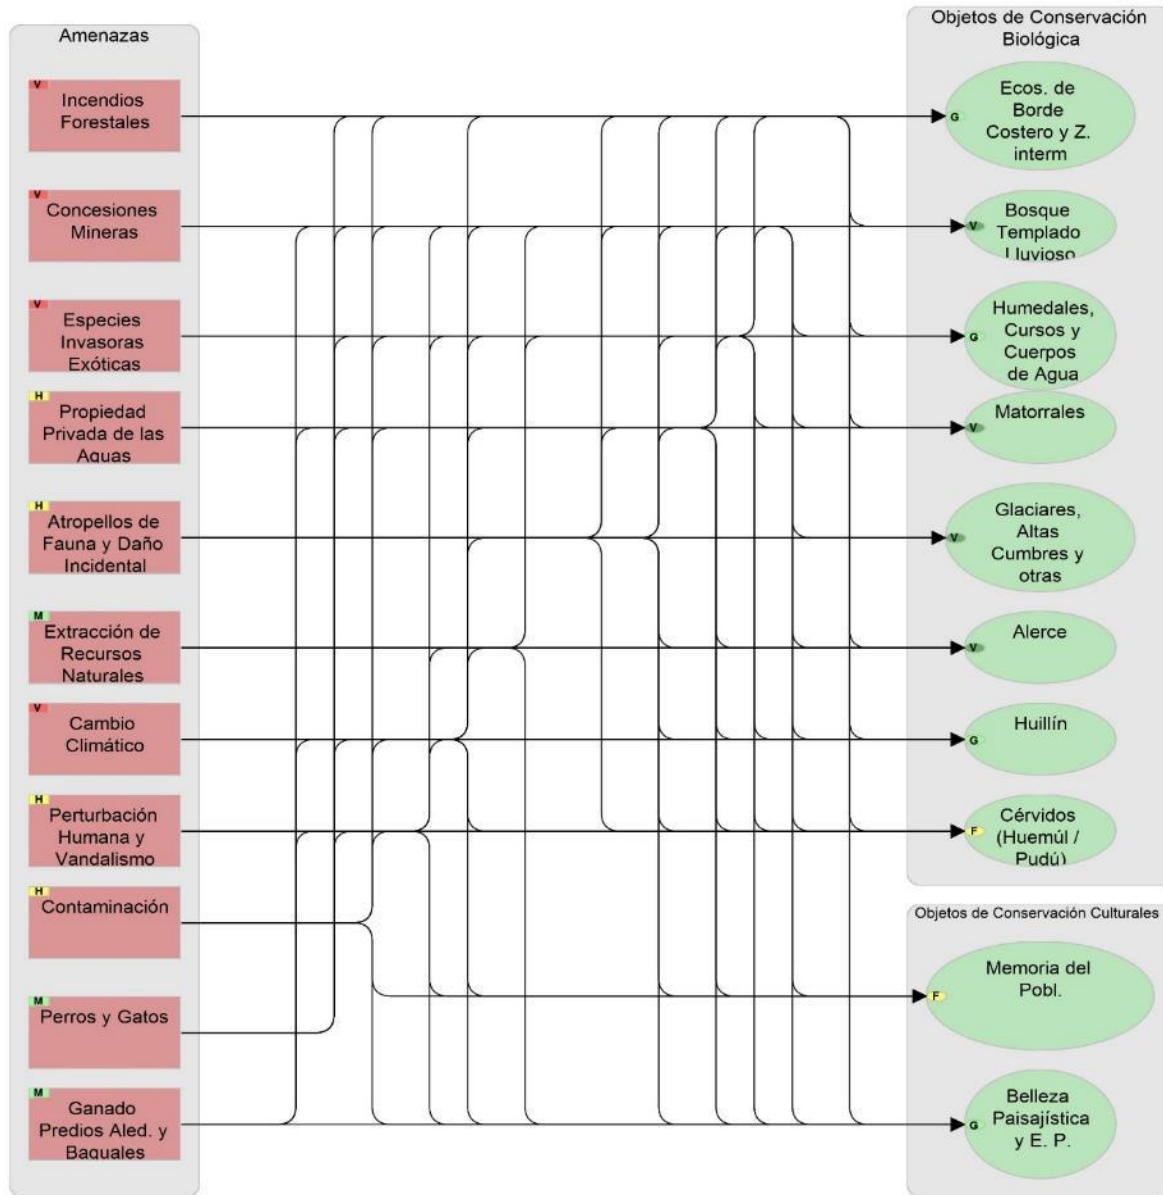 Amenazas
V
Incendios
Forestales
V
Concesiones
Mineras
V
Especies
Invasoras
Exóticas
H
Propiedad
Privada de las
Aguas
H
Atropellos de
Fauna y Daño
Incidental
M
Extracción de
Recursos
Naturales
V
Cambio
Climático
H
Perturbación
Humana y
Vandalismo
H
Contaminación
M
Perros y Gatos
M
Ganado
Predios Aled. y
Baguales
Objetos de Conservación
Biológica
Ecos. de
Borde
Costero y Z.
interm
G
Bosque
Templado
Lluvioso
V
Humedales,
Cursos y
Cuerpos
de Agua
G
Matorrales
V
Glaciares,
Altas
Cumbres y
otras
V
Alerce
V
Huillín
G
Cérvidos
(Huemúl /
Pudú)
F
Objetos de Conservación Culturales
Memoria del
Pobl.
F
Belleza
Paisajística
y E. P.
G